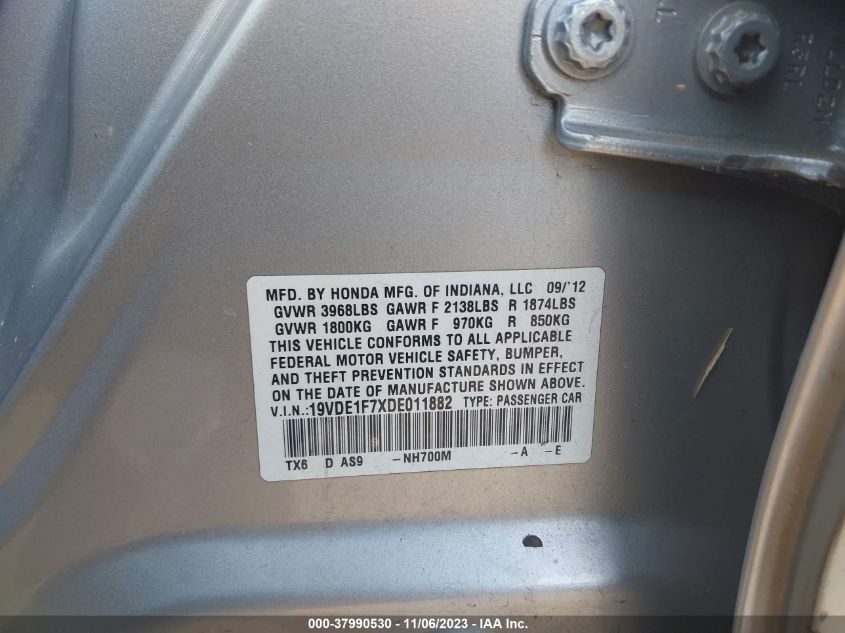 MFD. BY HONDA MFG. OF INDIANA, LLC 09/'12
GVWR 3968LBS GAWR F 2138LBS R 1874LBS
GVWR 1800KG GAWR F 970KG R 850KG
THIS VEHICLE CONFORMS TO ALL APPLICABLE
FEDERAL MOTOR VEHICLE SAFETY, BUMPER,
AND THEFT PREVENTION STANDARDS IN EFFECT
ON THE DATE OF MANUFACTURE SHOWN ABOVE.
V.I.N.:19VDE1F7XDE011882 TYPE: PASSENGER CAR
TX6 D AS9 -NH700M -A -E
000-37990530 - 11/06/2023 - IAA Inc.